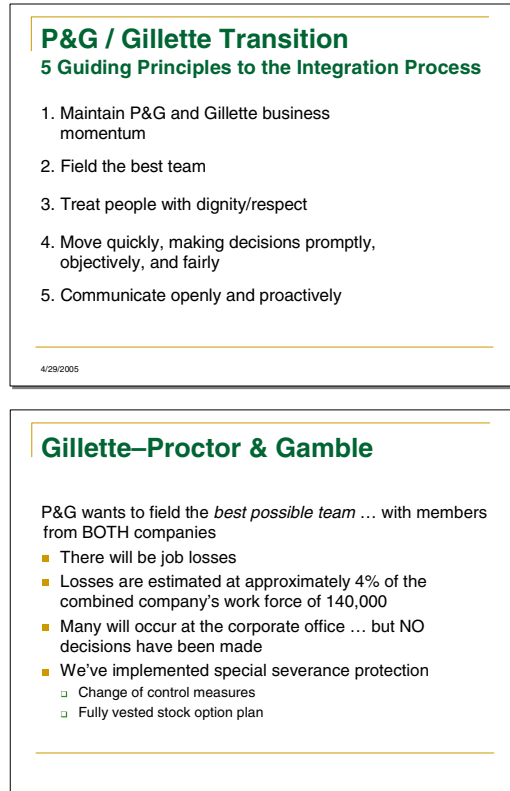 P&G / Gillette Transition
5 Guiding Principles to the Integration Process
1. Maintain P&G and Gillette business
momentum
2. Field the best team
3. Treat people with dignity/respect
4. Move quickly, making decisions promptly,
objectively, and fairly
5. Communicate openly and proactively
4/29/2005
Gillette–Proctor & Gamble
P&G wants to field the best possible team … with members
from BOTH companies
■ There will be job losses
■ Losses are estimated at approximately 4% of the
combined company's work force of 140,000
■ Many will occur at the corporate office … but NO
decisions have been made
■ We've implemented special severance protection
❑ Change of control measures
❑ Fully vested stock option plan